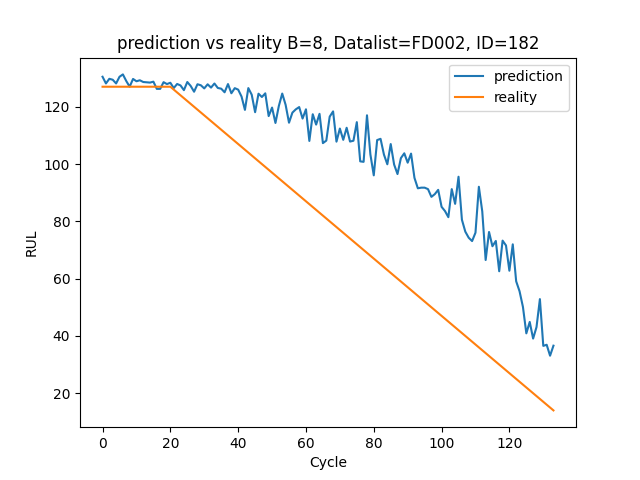 prediction vs reality B=8, Datalist=FD002, ID=182
prediction
reality
RUL
120
100
80
60
40
20
0 20 40 60 80 100 120
Cycle